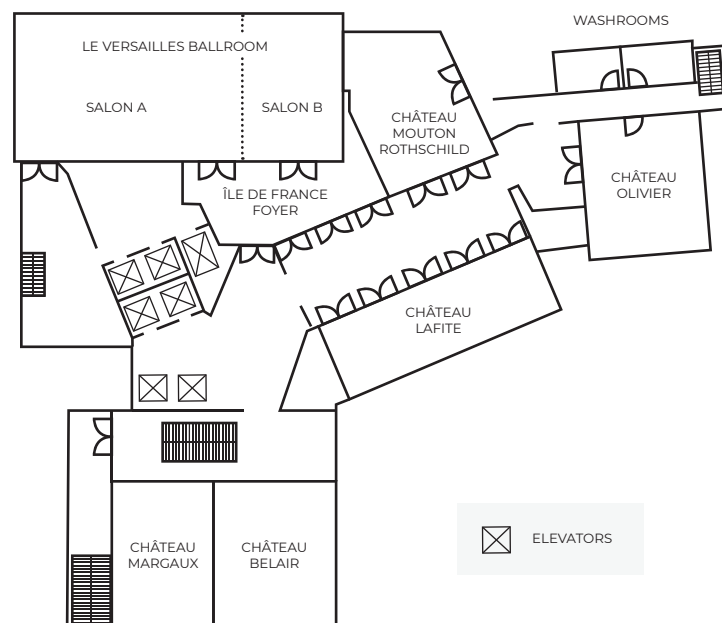 WASHROOMS
LE VERSAILLES BALLROOM
SALON A
SALON B
CHÂTEAU
MOUTON
ROTHSCHILD
CHÂTEAU
OLIVIER
ÎLE DE FRANCE
FOYER
CHÂTEAU
LAFITE
CHÂTEAU
MARGAUX
CHÂTEAU
BELAIR
ELEVATORS